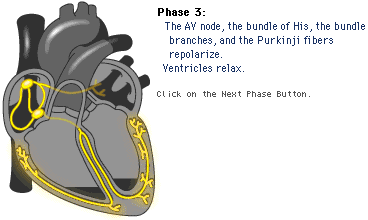 Phase 3:
The AV node, the bundle of His, the bundle
branches, and the Purkinji fibers
repolarize.
Ventricles relax.
Click on the Next Phase Button.